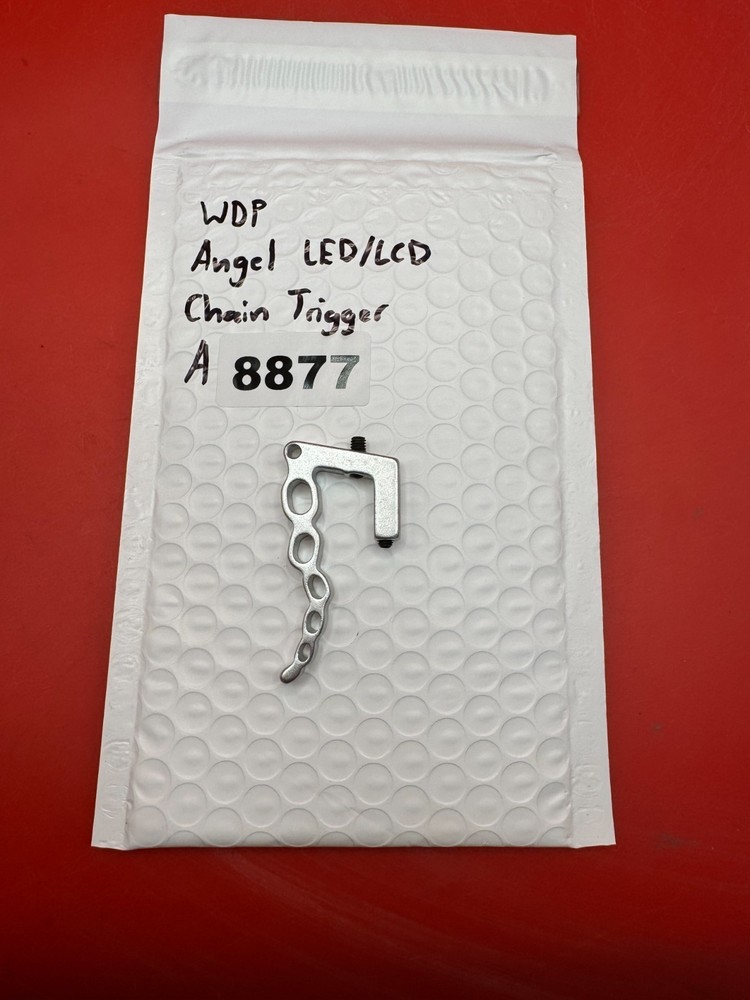 WDP
Angel LED/LCD
Chain Trigger
A 8877